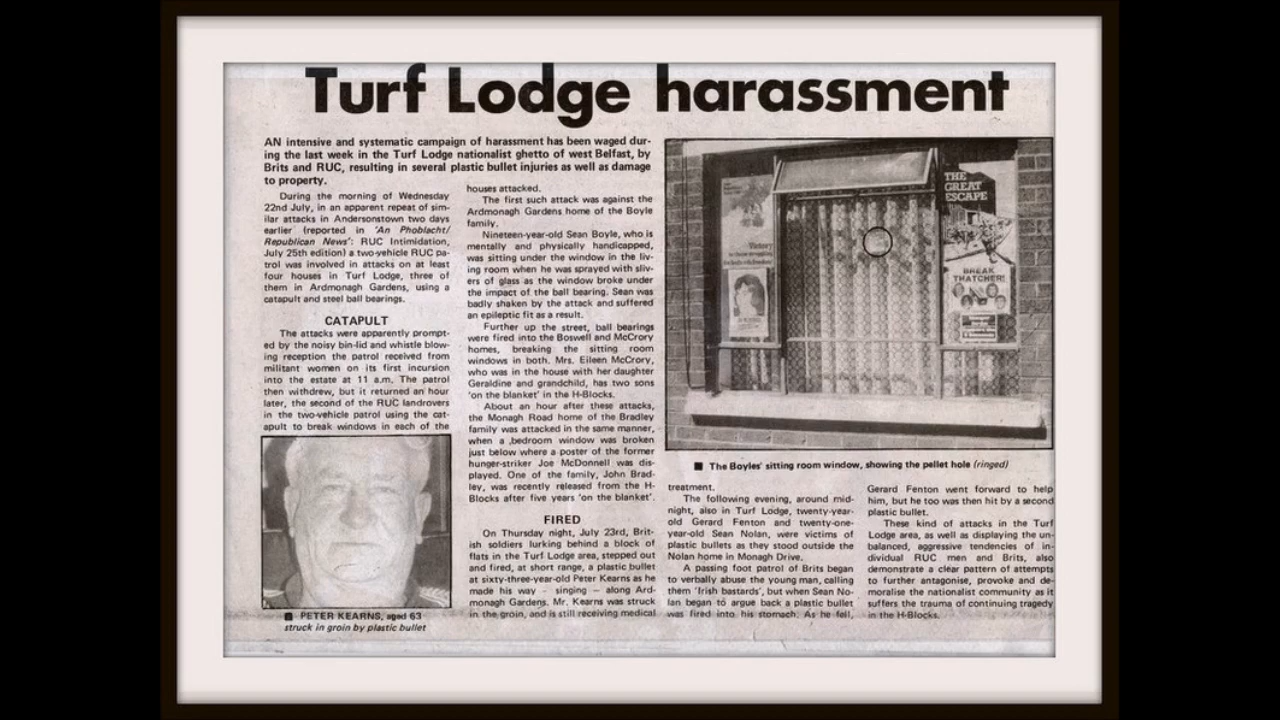 Turf Lodge harassment
AN intensive and systematic campaign of harassment has been waged dur-
ing the last week in the Turf Lodge nationalist ghetto of west Belfast, by
Brits and RUC, resulting in several plastic bullet injuries as well as damage
to property.
During the morning of Wednesday
22nd July, in an apparent repeat of sim-
ilar attacks in Andersonstown two days
earlier (reported in 'An Phoblacht/
Republican News': RUC Intimidation,
July 25th edition) a two-vehicle RUC pa-
trol was involved in attacks on at least
four houses in Turf Lodge, three of
them in Ardmonagh Gardens, using a
catapult and steel ball bearings.
CATAPULT
The attacks were apparently prompt-
ed by the noisy bin-lid and whistle blow-
ing reception the patrol received from
militant women on its first incursion
into the estate at 11 a.m. The patrol
then withdrew, but it returned an hour
later, the second of the RUC landrovers
in the two-vehicle patrol using the cat-
apult to break windows in each of the
PETER KEARNS, aged 63
struck in groin by plastic bullet
houses attacked.
The first such attack was against the
Ardmonagh Gardens home of the Boyle
family.
Nineteen-year-old Sean Boyle, who is
mentally and physically handicapped,
was sitting under the window in the liv-
ing room when he was sprayed with sliv-
ers of glass as the window broke under
the impact of the ball bearing. Sean was
badly shaken by the attack and suffered
an epileptic fit as a result.
Further up the street, ball bearings
were fired into the Boswell and McCrory
homes, breaking the sitting room
windows in both. Mrs. Eileen McCrory,
who was in the house with her daughter
Geraldine and grandchild, has two sons
'on the blanket' in the H-Blocks.
About an hour after these attacks,
the Monagh Road home of the Bradley
family was attacked in the same manner,
when a bedroom window was broken
just below where a poster of the former
hunger-striker Joe McDonnell was dis-
played. One of the family, John Brad-
ley, was recently released from the H-
Blocks after five years 'on the blanket'.
FIRED
On Thursday night, July 23rd, Brit-
ish soldiers lurking behind a block of
flats in the Turf Lodge area, stepped out
and fired, at short range, a plastic bullet
at sixty-three-year-old Peter Kearns as he
made his way - singing - along Ard-
monagh Gardens. Mr. Kearns was struck
in the groin, and is still receiving medical
THE
GREAT
ESCAPE
Victory
BREAK
THATCHER!
The Boyles' sitting room window, showing the pellet hole (ringed)
treatment.
The following evening, around mid-
night, also in Turf Lodge, twenty-year-
old Gerard Fenton and twenty-one-
year-old Sean Nolan, were victims of
plastic bullets as they stood outside the
Nolan home in Monagh Drive.
A passing foot patrol of Brits began
to verbally abuse the young man, calling
them 'Irish bastards', but when Sean No-
lan began to argue back a plastic bullet
was fired into his stomach. As he fell,
Gerard Fenton went forward to help
him, but he too was then hit by a second
plastic bullet.
These kind of attacks in the Turf
Lodge area, as well as displaying the un-
balanced, aggressive tendencies of in-
dividual RUC men and Brits, also
demonstrate a clear pattern of attempts
to further antagonise, provoke and de-
moralise the nationalist community as it
suffers the trauma of continuing tragedy
in the H-Blocks.